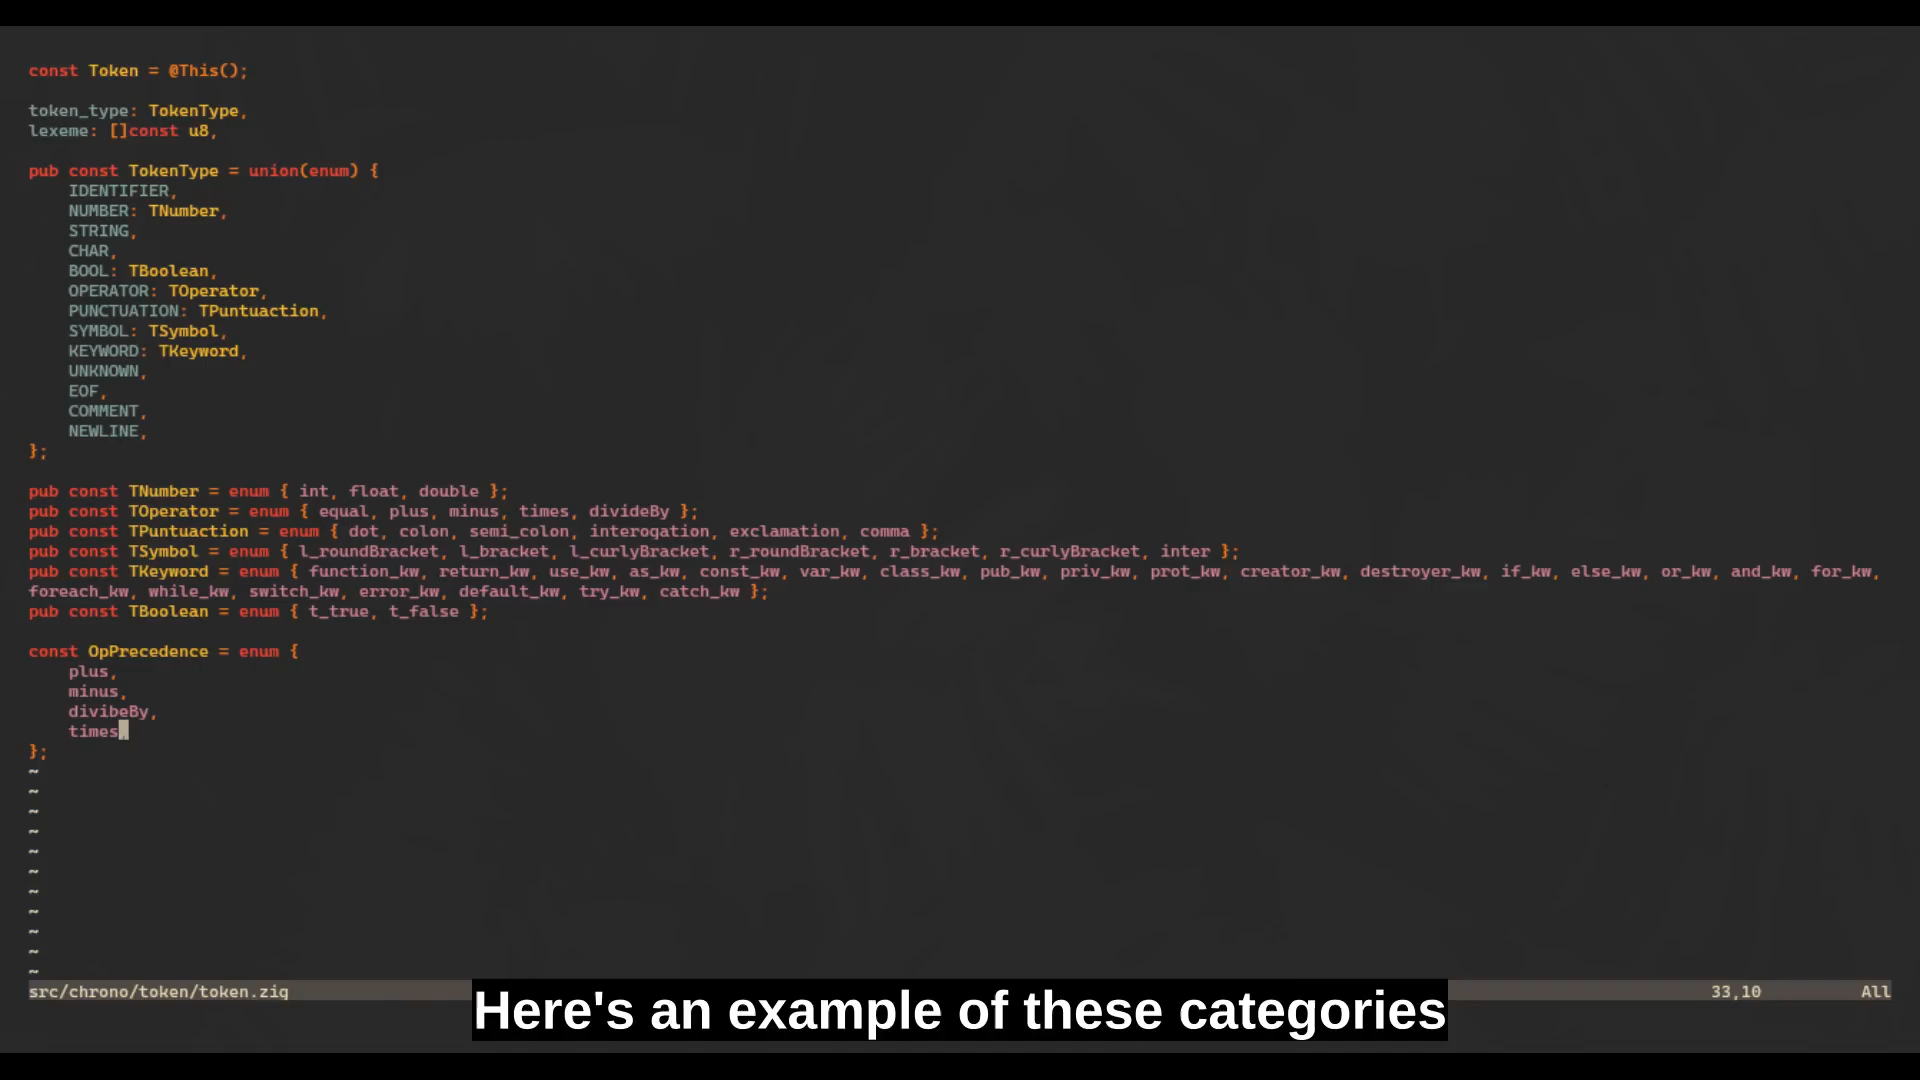 const Token = @This();
token_type: TokenType,
lexeme: []const u8,
pub const TokenType = union(enum) {
    IDENTIFIER,
    NUMBER: TNumber,
    STRING,
    CHAR,
    BOOL: TBoolean,
    OPERATOR: TOperator,
    PUNCTUATION: TPuntuaction,
    SYMBOL: TSymbol,
    KEYWORD: TKeyword,
    UNKNOWN,
    EOF,
    COMMENT,
    NEWLINE,
};
pub const TNumber = enum { int, float, double };
pub const TOperator = enum { equal, plus, minus, times, divideBy };
pub const TPuntuaction = enum { dot, colon, semi_colon, interogation, exclamation, comma };
pub const TSymbol = enum { l_roundBracket, l_bracket, l_curlyBracket, r_roundBracket, r_bracket, r_curlyBracket, inter };
pub const TKeyword = enum { function_kw, return_kw, use_kw, as_kw, const_kw, var_kw, class_kw, pub_kw, priv_kw, prot_kw, creator_kw, destroyer_kw, if_kw, else_kw, or_kw, and_kw, for_kw,
foreach_kw, while_kw, switch_kw, error_kw, default_kw, try_kw, catch_kw };
pub const TBoolean = enum { t_true, t_false };
const OpPrecedence = enum {
    plus,
    minus,
    divibeBy,
    times,
};
~
~
~
~
~
~
~
~
~
~
~
src/chrono/token/token.zig 33,10 All
Here's an example of these categories